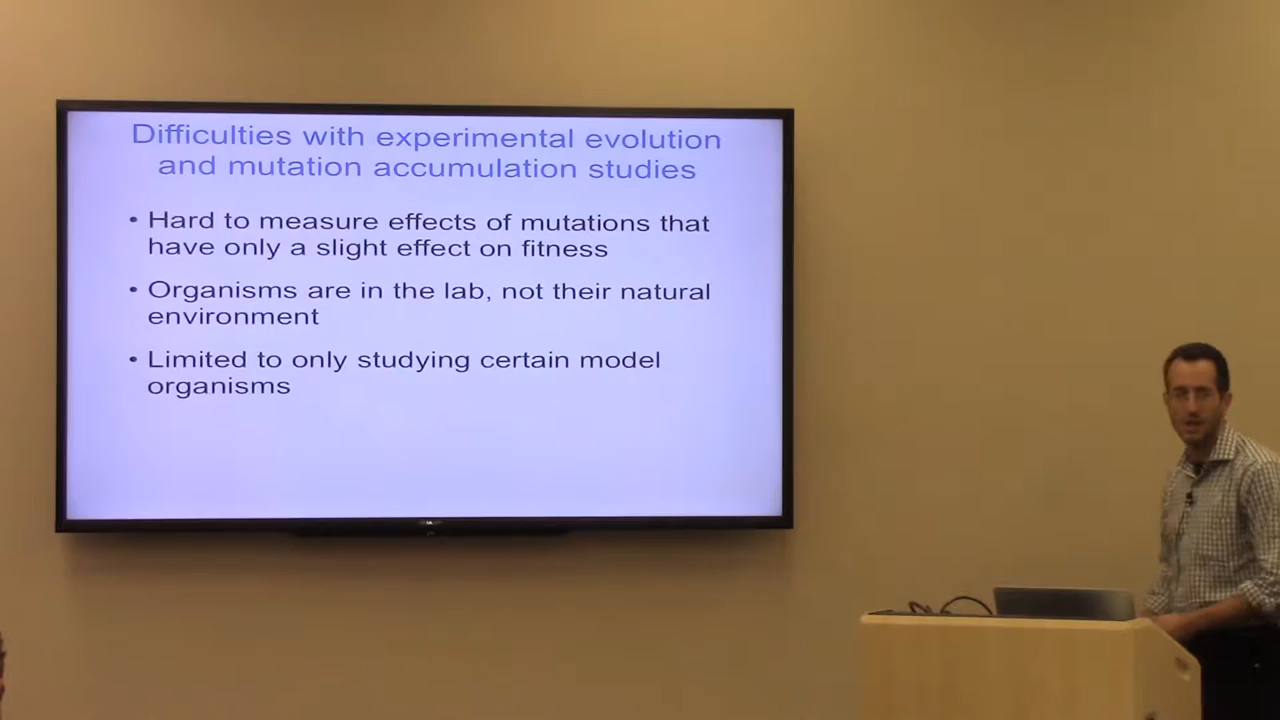 Difficulties with experimental evolution
and mutation accumulation studies
• Hard to measure effects of mutations that
have only a slight effect on fitness
• Organisms are in the lab, not their natural
environment
• Limited to only studying certain model
organisms